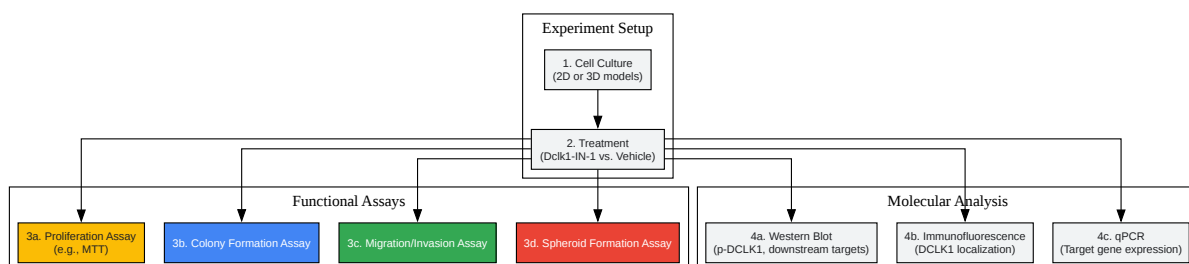 Experiment Setup
1. Cell Culture
(2D or 3D models)
2. Treatment
(Dclk1-IN-1 vs. Vehicle)
Functional Assays
3a. Proliferation Assay
(e.g., MTT)
3b. Colony Formation Assay
3c. Migration/Invasion Assay
3d. Spheroid Formation Assay
Molecular Analysis
4a. Western Blot
(p-DCLK1, downstream targets)
4b. Immunofluorescence
(DCLK1 localization)
4c. qPCR
(Target gene expression)